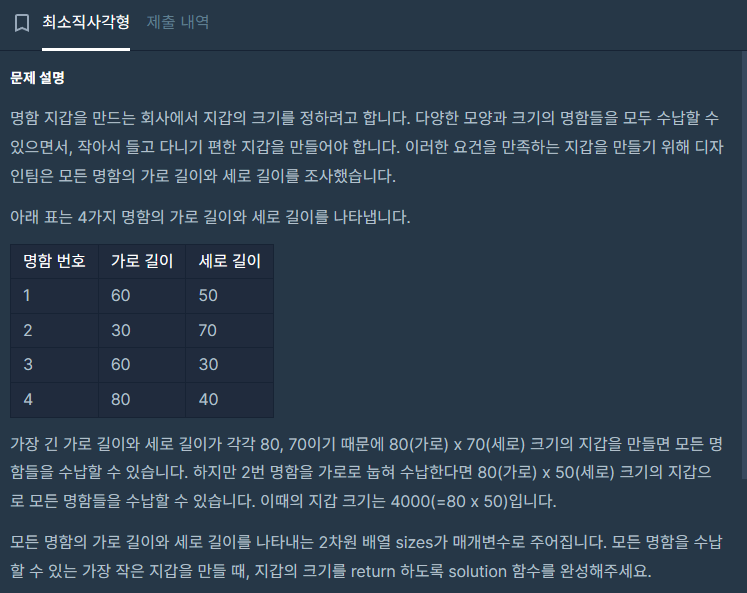 최소직사각형 제출 내역
문제 설명
명함 지갑을 만드는 회사에서 지갑의 크기를 정하려고 합니다. 다양한 모양과 크기의 명함들을 모두 수납할 수
있으면서, 작아서 들고 다니기 편한 지갑을 만들어야 합니다. 이러한 요건을 만족하는 지갑을 만들기 위해 디자
인팀은 모든 명함의 가로 길이와 세로 길이를 조사했습니다.
아래 표는 4가지 명함의 가로 길이와 세로 길이를 나타냅니다.
명함 번호 가로 길이 세로 길이
1 60 50
2 30 70
3 60 30
4 80 40
가장 긴 가로 길이와 세로 길이가 각각 80, 70이기 때문에 80(가로) x 70(세로) 크기의 지갑을 만들면 모든 명
함들을 수납할 수 있습니다. 하지만 2번 명함을 가로로 눕혀 수납한다면 80(가로) x 50(세로) 크기의 지갑으
로 모든 명함들을 수납할 수 있습니다. 이때의 지갑 크기는 4000(=80 x 50)입니다.
모든 명함의 가로 길이와 세로 길이를 나타내는 2차원 배열 sizes가 매개변수로 주어집니다. 모든 명함을 수납
할 수 있는 가장 작은 지갑을 만들 때, 지갑의 크기를 return 하도록 solution 함수를 완성해주세요.